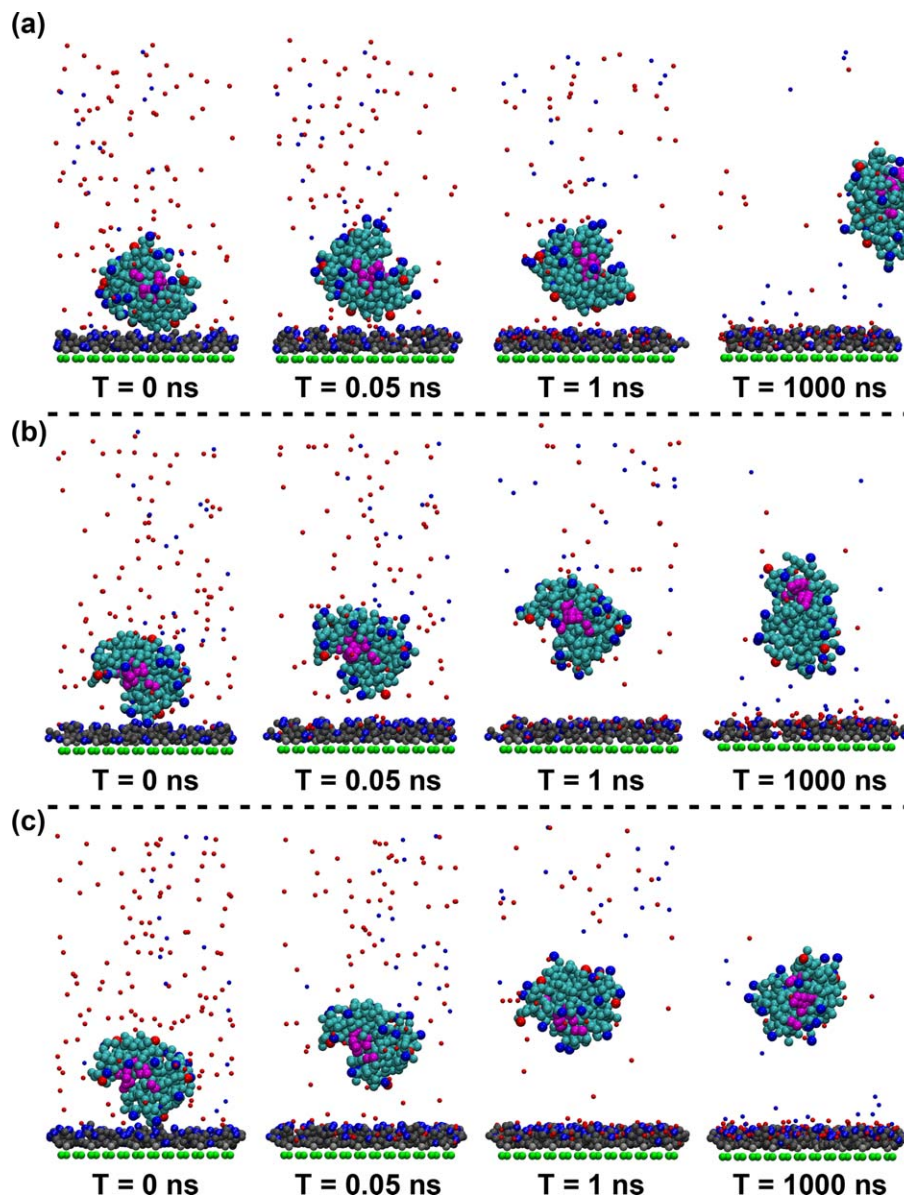 (a)
T = 0 ns T = 0.05 ns T = 1 ns T = 1000 ns
(b)
T = 0 ns T = 0.05 ns T = 1 ns T = 1000 ns
(c)
T = 0 ns T = 0.05 ns T = 1 ns T = 1000 ns